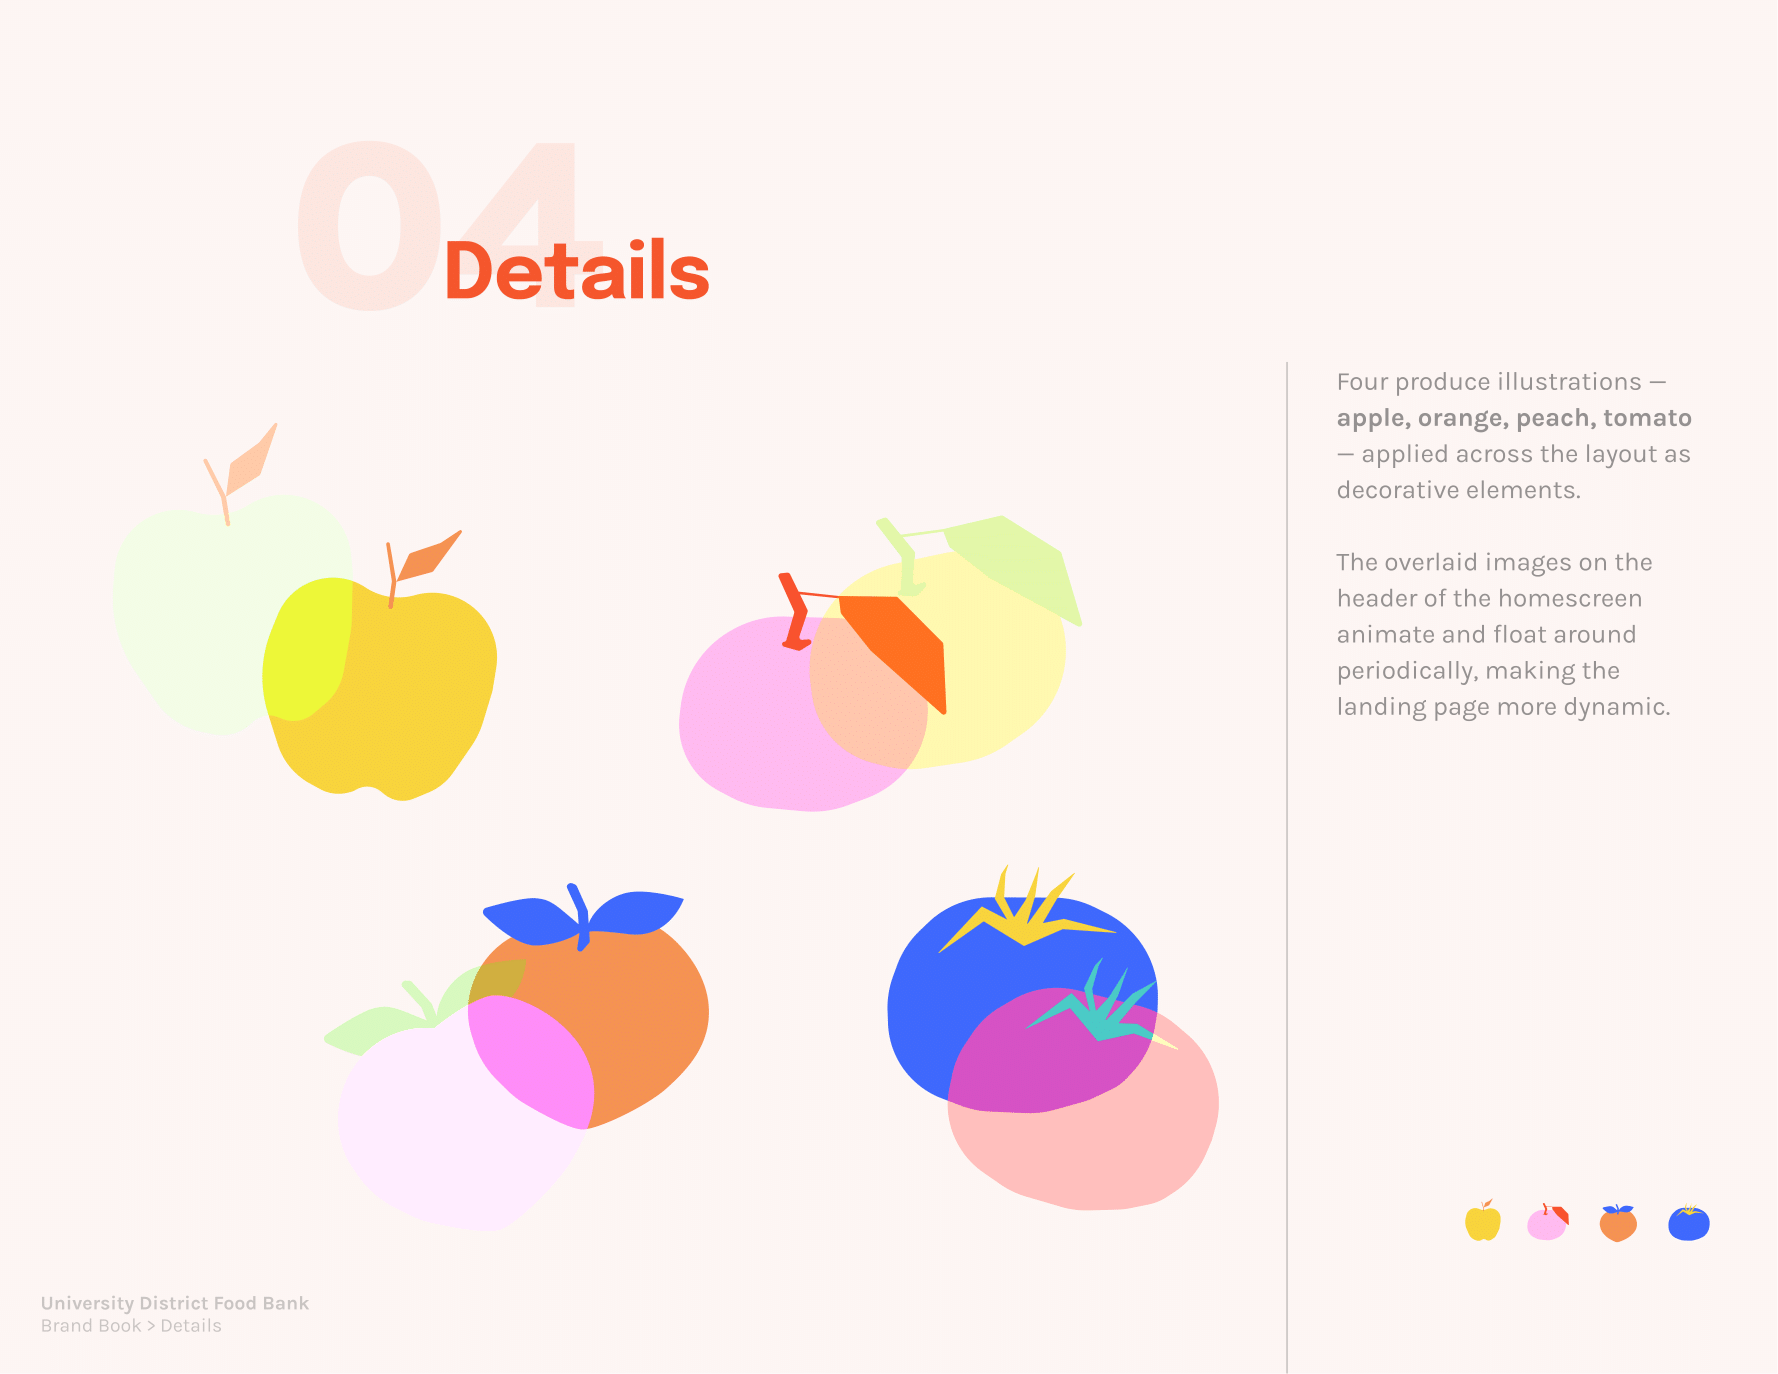 04
Details
Four produce illustrations —
apple, orange, peach, tomato
— applied across the layout as
decorative elements.
The overlaid images on the
header of the homescreen
animate and float around
periodically, making the
landing page more dynamic.
University District Food Bank
Brand Book > Details